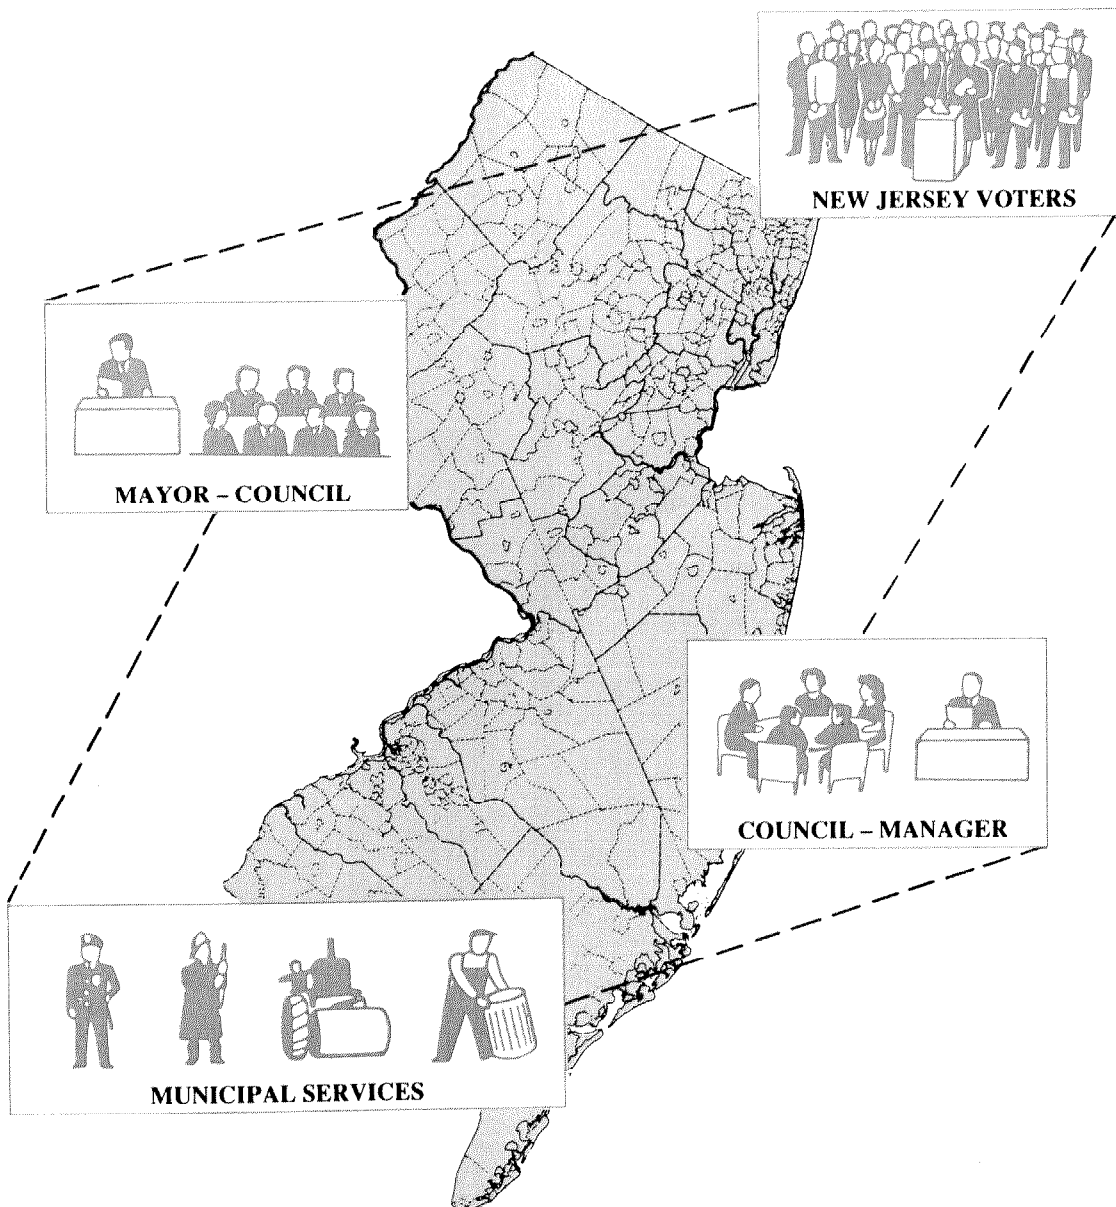 NEW JERSEY VOTERS
MAYOR – COUNCIL
COUNCIL – MANAGER
MUNICIPAL SERVICES